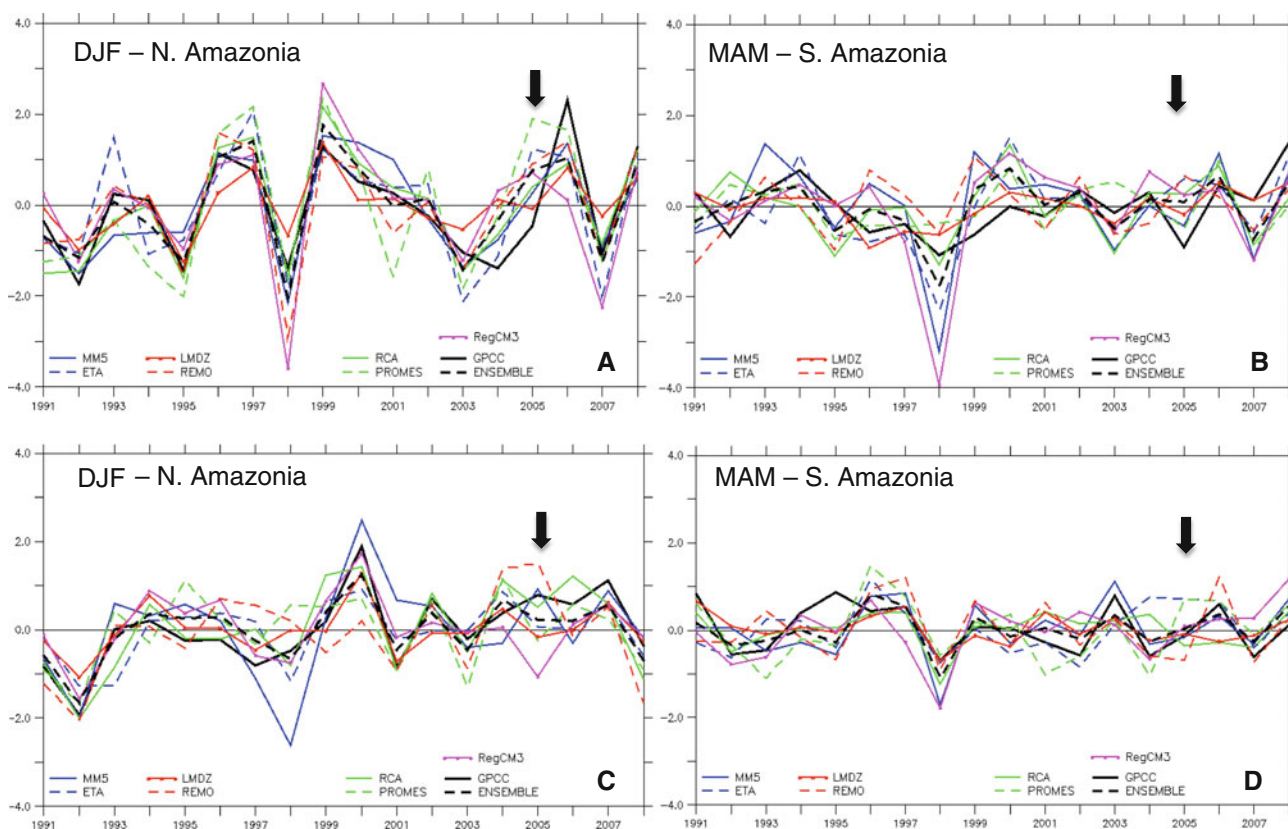 DJF – N. Amazonia
4.0
2.0
0.0
−2.0
−4.0
RegCM3
MM5 LMDZ RCA GPCC
ETA REMO PROMES ENSEMBLE
A
1991 1993 1995 1997 1999 2001 2003 2005 2007
MAM – S. Amazonia
4.0
2.0
0.0
−2.0
−4.0
RegCM3
MM5 LMDZ RCA GPCC
ETA REMO PROMES ENSEMBLE
B
1991 1993 1995 1997 1999 2001 2003 2005 2007
DJF – N. Amazonia
4.0
2.0
0.0
−2.0
−4.0
RegCM3
MM5 LMDZ RCA GPCC
ETA REMO PROMES ENSEMBLE
C
1991 1993 1995 1997 1999 2001 2003 2005 2007
MAM – S. Amazonia
4.0
2.0
0.0
−2.0
−4.0
RegCM3
MM5 LMDZ RCA GPCC
ETA REMO PROMES ENSEMBLE
D
1991 1993 1995 1997 1999 2001 2003 2005 2007